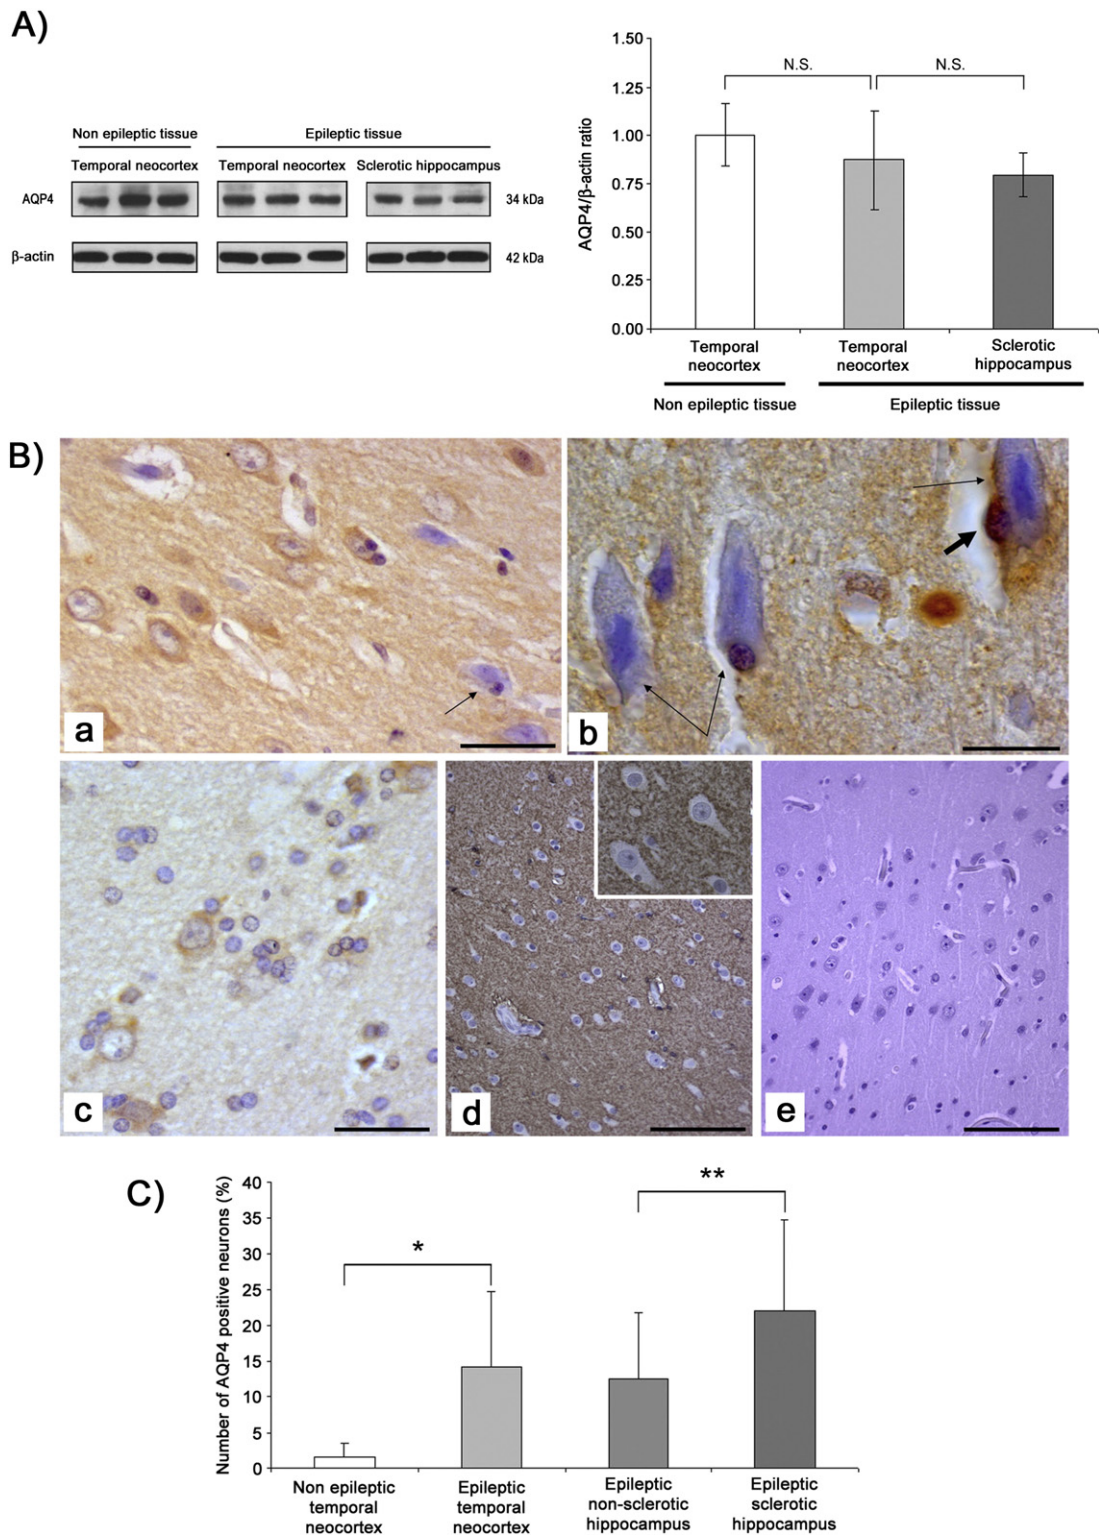 A)
Non epileptic tissue
Epileptic tissue
Temporal neocortex
Temporal neocortex
Sclerotic hippocampus
AQP4
34 kDa
β-actin
42 kDa
AQP4/β-actin ratio
1.50
1.25
1.00
0.75
0.50
0.25
0.00
N.S.
N.S.
Temporal
neocortex
Temporal
neocortex
Sclerotic
hippocampus
Non epileptic tissue
Epileptic tissue
B)
a
b
c
d
e
C)
Number of AQP4 positive neurons (%)
40
35
30
25
20
15
10
5
0
*
**
Non epileptic
temporal
neocortex
Epileptic
temporal
neocortex
Epileptic
non-sclerotic
hippocampus
Epileptic
sclerotic
hippocampus